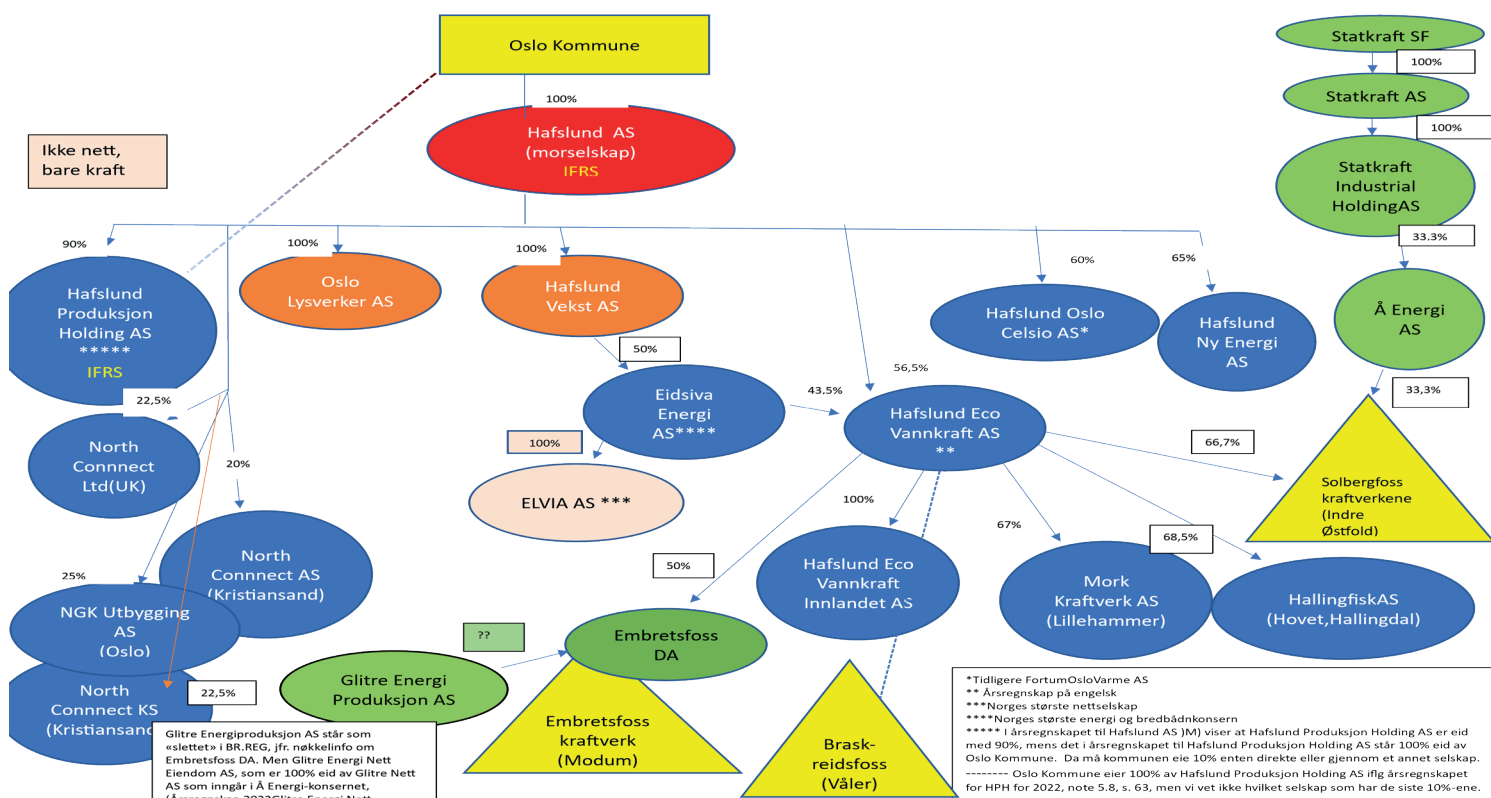 Oslo Kommune
Statkraft SF
100%
Statkraft AS
100%
100%
Hafslund AS
(morselskap)
IFRS
Ikke nett,
bare kraft
Statkraft
Industrial
HoldingAS
33,3%
90%
100%
100%
60%
65%
Hafslund
Produksjon
Holding AS
*****
IFRS
Oslo
Lysverker AS
Hafslund
Vekst AS
Hafslund Oslo
Celsio AS*
Hafslund
Ny Energi
AS
Å Energi
AS
50%
56,5%
33,3%
22,5%
43,5%
Eidsiva
Energi
AS****
Hafslund Eco
Vannkraft AS
**
100%
66,7%
North
Connnect
Ltd(UK)
20%
ELVIA AS ***
100%
67%
68,5%
Solbergfoss
kraftverkene
(Indre
Østfold)
North
Connnect AS
(Kristiansand)
50%
Hafslund Eco
Vannkraft
Innlandet AS
Mork
Kraftverk AS
(Lillehammer)
HallingfiskAS
(Hovet,Hallingdal)
25%
NGK Utbygging
AS
(Oslo)
??
Embretsfoss
DA
Glitre Energi
Produksjon AS
22,5%
North
Connnect KS
(Kristiansand
Embretsfoss
kraftverk
(Modum)
Brask-
reidsfoss
(Våler)
Glitre Energiproduksjon AS står som
«slettet» i BR.REG, jfr. nøkkelinfo om
Embretsfoss DA. Men Glitre Energi Nett
Eiendom AS, som er 100% eid av Glitre Nett
AS som inngår i Å Energi-konsernet,
(Årsregnskap 2023Glitre Energi Nett
*Tidligere FortumOsloVarme AS
** Årsregnskap på engelsk
***Norges største nettselskap
****Norges største energi og bredbådnkonsern
***** I årsregnskapet til Hafslund AS )M) viser at Hafslund Produksjon Holding AS er eid
med 90%, mens det i årsregnskapet til Hafslund Produksjon Holding AS står 100% eid av
Oslo Kommune. Da må kommunen eie 10% enten direkte eller gjennom et annet selskap.
-------- Oslo Kommune eier 100% av Hafslund Produksjon Holding AS iflg årsregnskapet
for HPH for 2022, note 5.8, s. 63, men vi vet ikke hvilket selskap som har de siste 10%-ene.